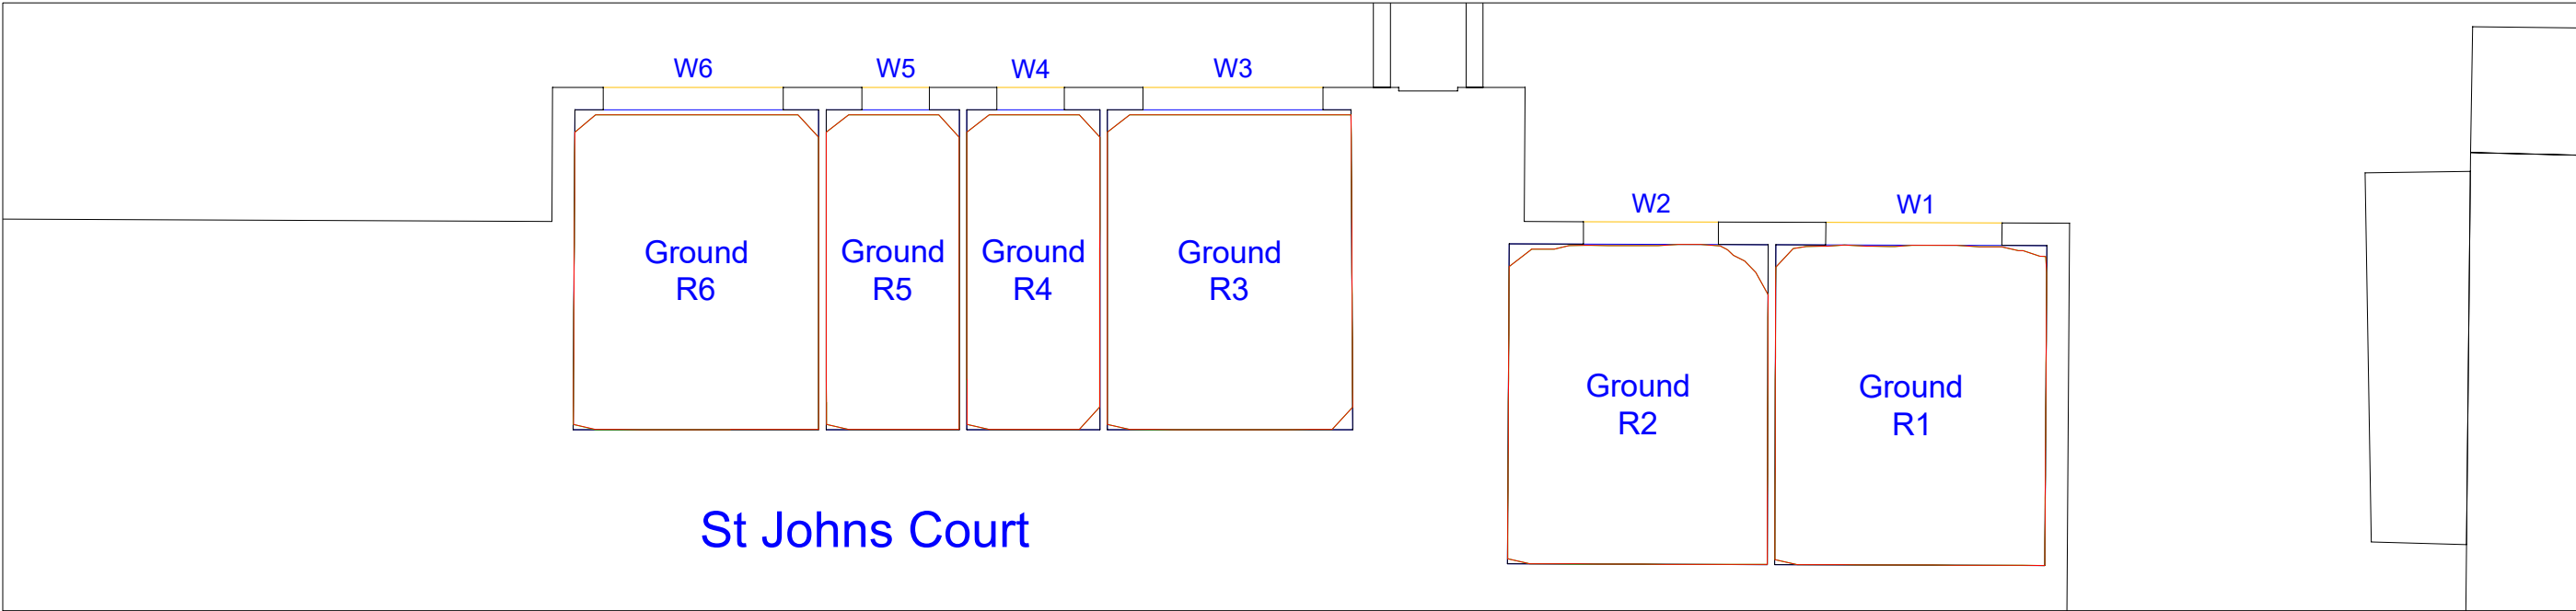 W6
W5
W4
W3
W2
W1
Ground
R6
Ground
R5
Ground
R4
Ground
R3
Ground
R2
Ground
R1
St Johns Court